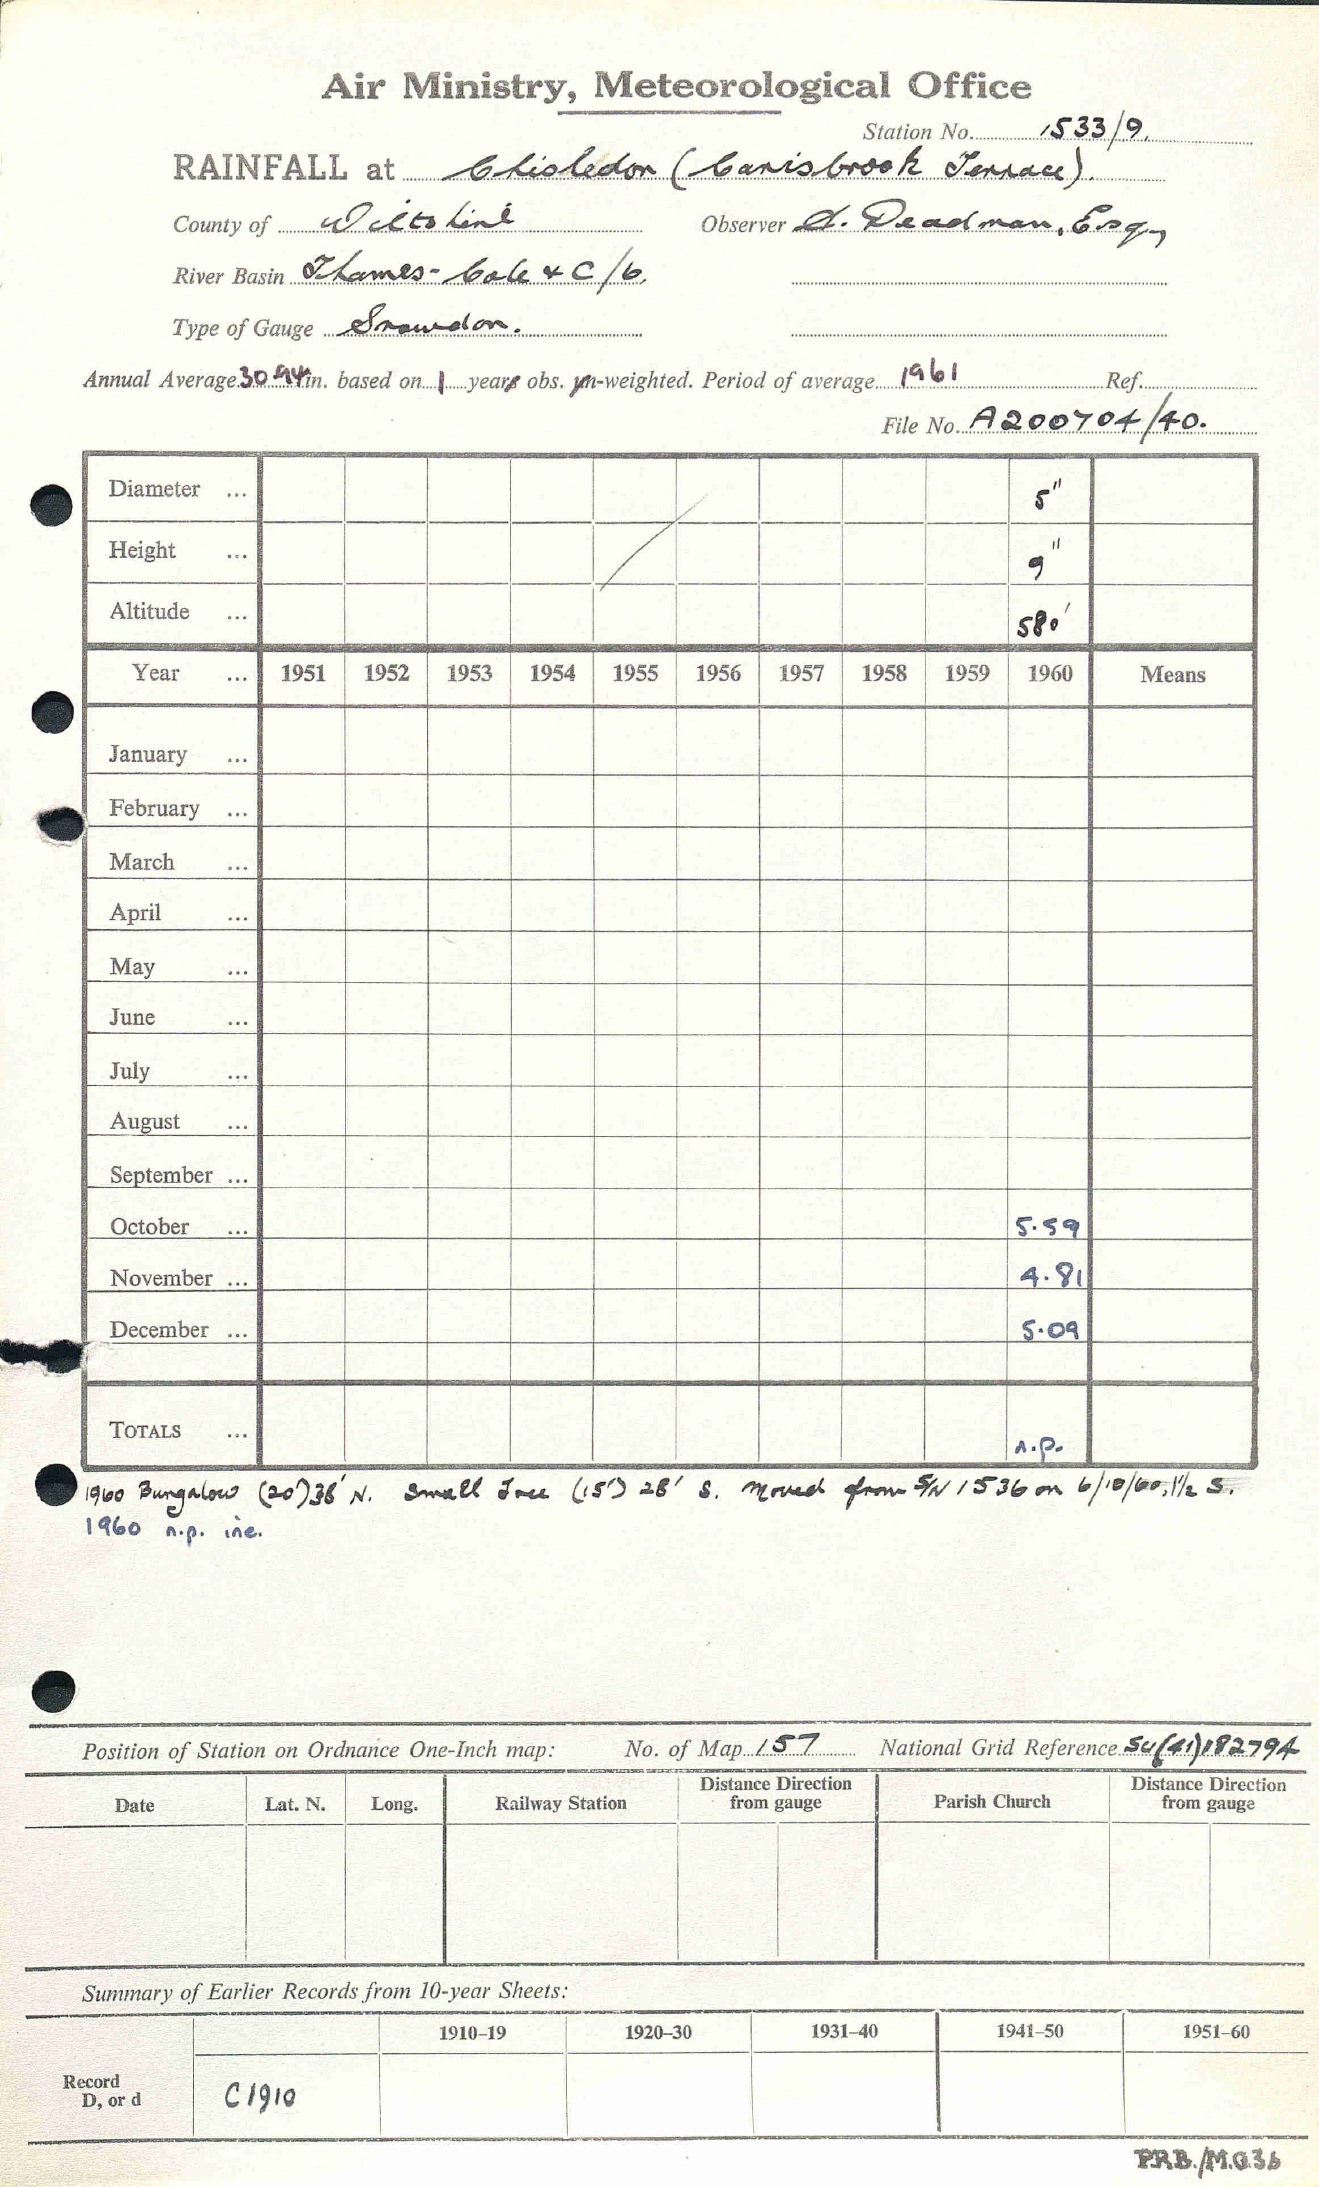 Air Ministry, Meteorological Office
Station No. 1533/9.
RAINFALL at Chisledon (Carisbrook Terrace).
County of Wiltshire Observer A. Deadman, Esq.,
River Basin Thames - Cole & C/b.
Type of Gauge Snowdon.
Annual Average 30.94 in. based on 1 years obs. un-weighted. Period of average 1961 Ref.
File No. A200704/40.
Diameter ... 5"
Height ... 9"
Altitude ... 580'
Year ... 1951 1952 1953 1954 1955 1956 1957 1958 1959 1960 Means
January ...
February ...
March ...
April ...
May ...
June ...
July ...
August ...
September ...
October ... 5.59
November ... 4.81
December ... 5.09
TOTALS ... n.p.
1960 Bungalow (20') 36' N. Small Tree (15') 28' S. Moved from S/N 1536 on 6/10/60, 1½ S.
1960 n.p. inc.
Position of Station on Ordnance One-Inch map: No. of Map 157 National Grid Reference SU(41)182794
Date Lat. N. Long. Railway Station Distance Direction from gauge Parish Church Distance Direction from gauge
Summary of Earlier Records from 10-year Sheets:
1910–19 1920–30 1931–40 1941–50 1951–60
Record
D, or d C1910
P.R.B./M.O.36